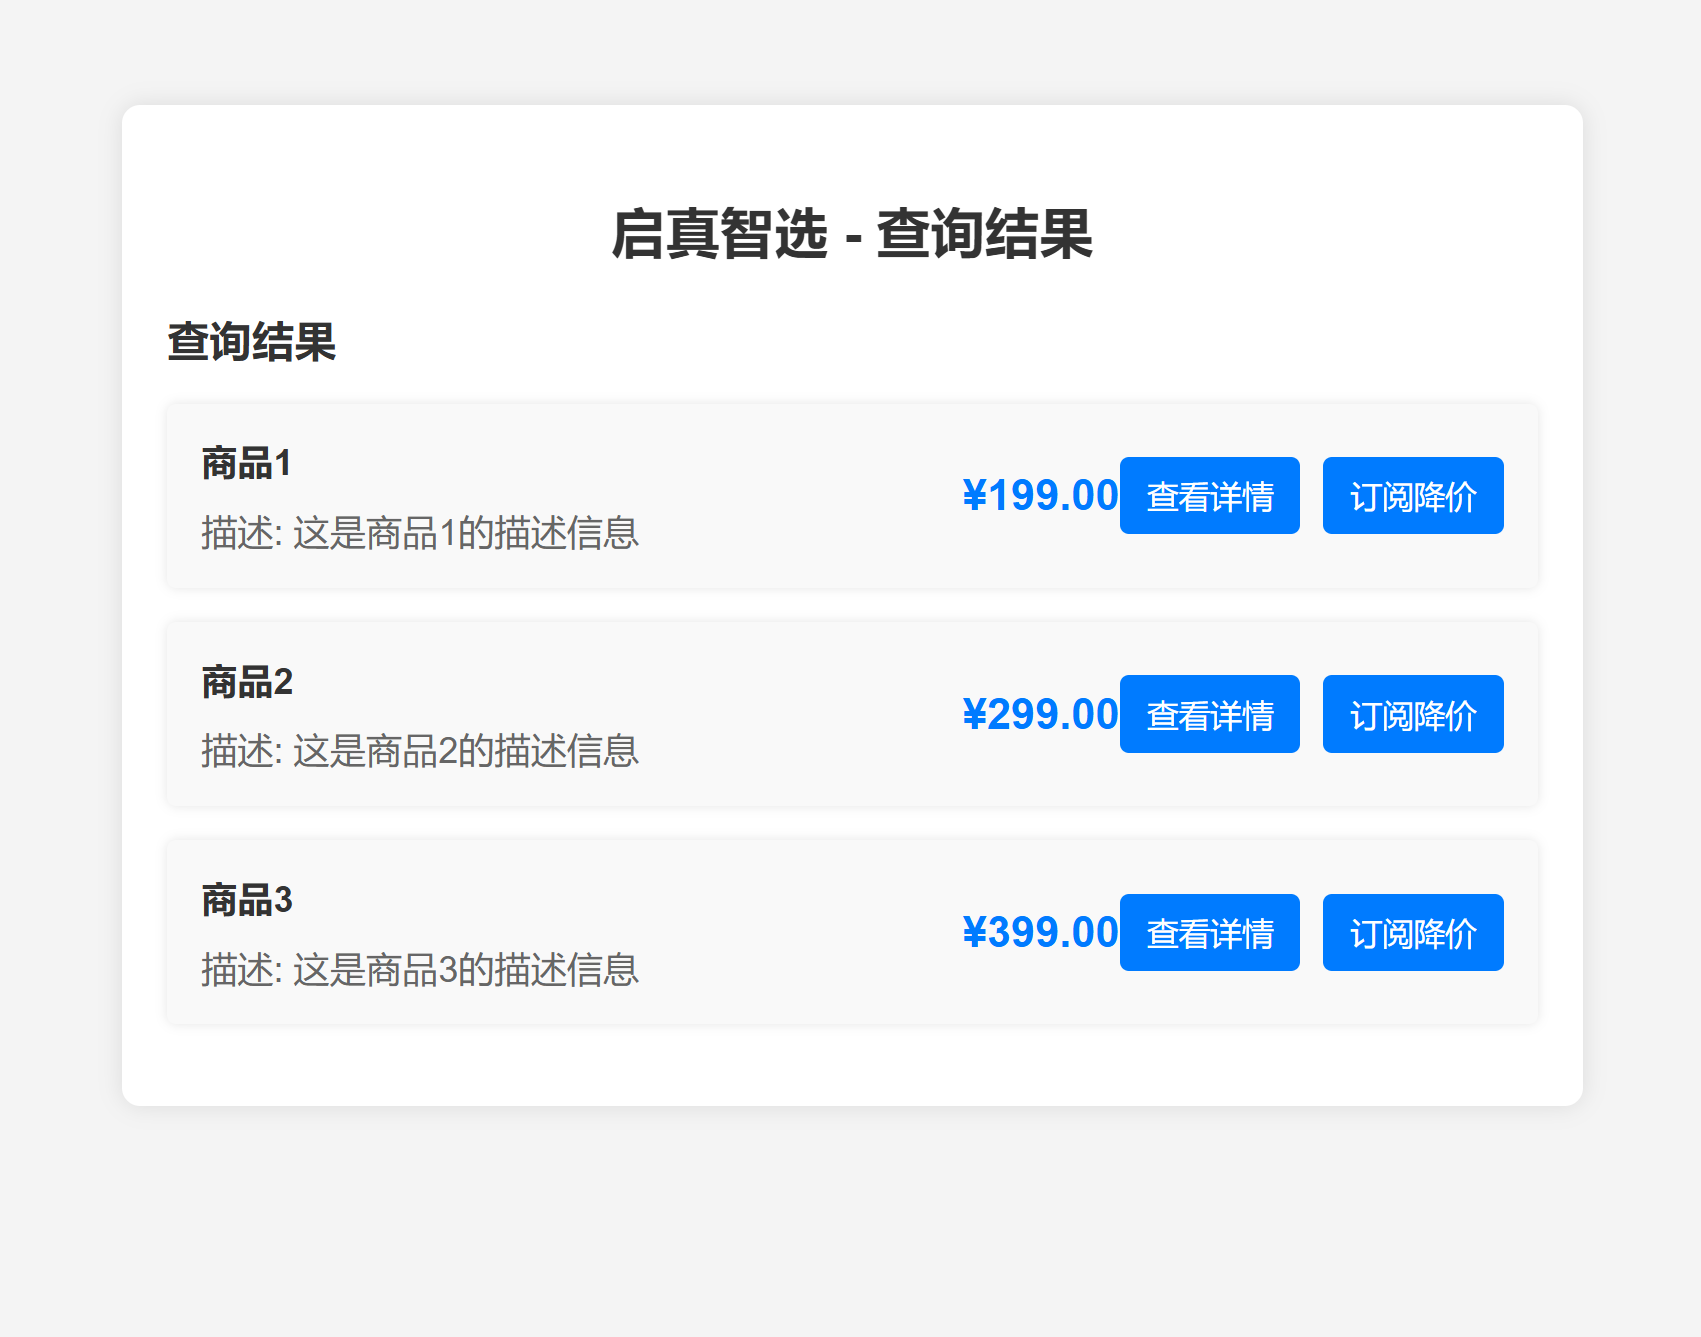 启真智选 - 查询结果
查询结果
商品1
描述: 这是商品1的描述信息
¥199.00 查看详情 订阅降价
商品2
描述: 这是商品2的描述信息
¥299.00 查看详情 订阅降价
商品3
描述: 这是商品3的描述信息
¥399.00 查看详情 订阅降价